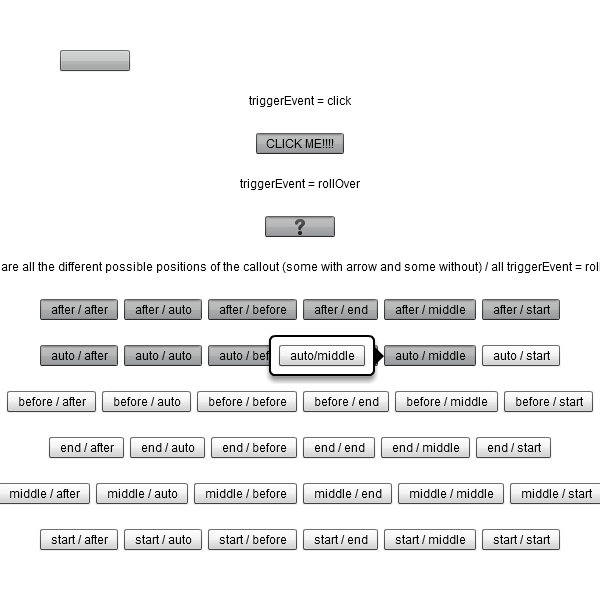 triggerEvent = click
CLICK ME!!!!
triggerEvent = rollOver
?
are all the different possible positions of the callout (some with arrow and some without) / all triggerEvent = roll
after / after after / auto after / before after / end after / middle after / start
auto / after auto / auto auto / bef auto/middle auto / middle auto / start
before / after before / auto before / before before / end before / middle before / start
end / after end / auto end / before end / end end / middle end / start
middle / after middle / auto middle / before middle / end middle / middle middle / start
start / after start / auto start / before start / end start / middle start / start